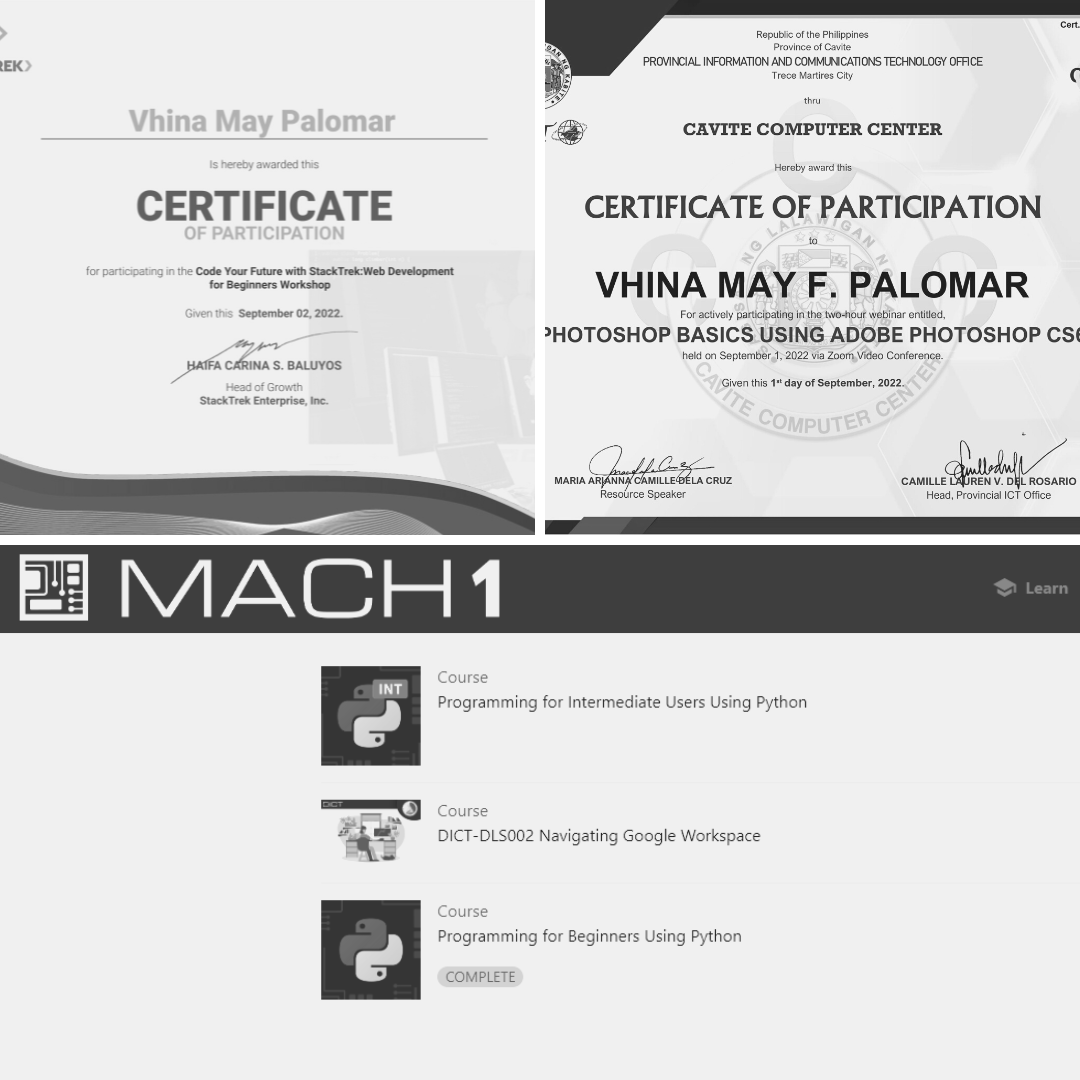 REK
Vhina May Palomar
Is hereby awarded this
CERTIFICATE
OF PARTICIPATION
for participating in the Code Your Future with StackTrek:Web Development
for Beginners Workshop
Given this September 02, 2022.
HAIFA CARINA S. BALUYOS
Head of Growth
StackTrek Enterprise, Inc.
Cert.
Republic of the Philippines
Province of Cavite
PROVINCIAL INFORMATION AND COMMUNICATIONS TECHNOLOGY OFFICE
Trece Martires City
thru
CAVITE COMPUTER CENTER
Hereby award this
CERTIFICATE OF PARTICIPATION
to
VHINA MAY F. PALOMAR
For actively participating in the two-hour webinar entitled,
PHOTOSHOP BASICS USING ADOBE PHOTOSHOP CS6
held on September 1, 2022 via Zoom Video Conference.
Given this 1st day of September, 2022.
CAVITE COMPUTER CENTER
MARIA ARIANNA CAMILLE DELA CRUZ
Resource Speaker
CAMILLE LAUREN V. DEL ROSARIO
Head, Provincial ICT Office
MACH1
Learn
Course
INT
Programming for Intermediate Users Using Python
DICT
Course
DICT-DLS002 Navigating Google Workspace
Course
Programming for Beginners Using Python
COMPLETE